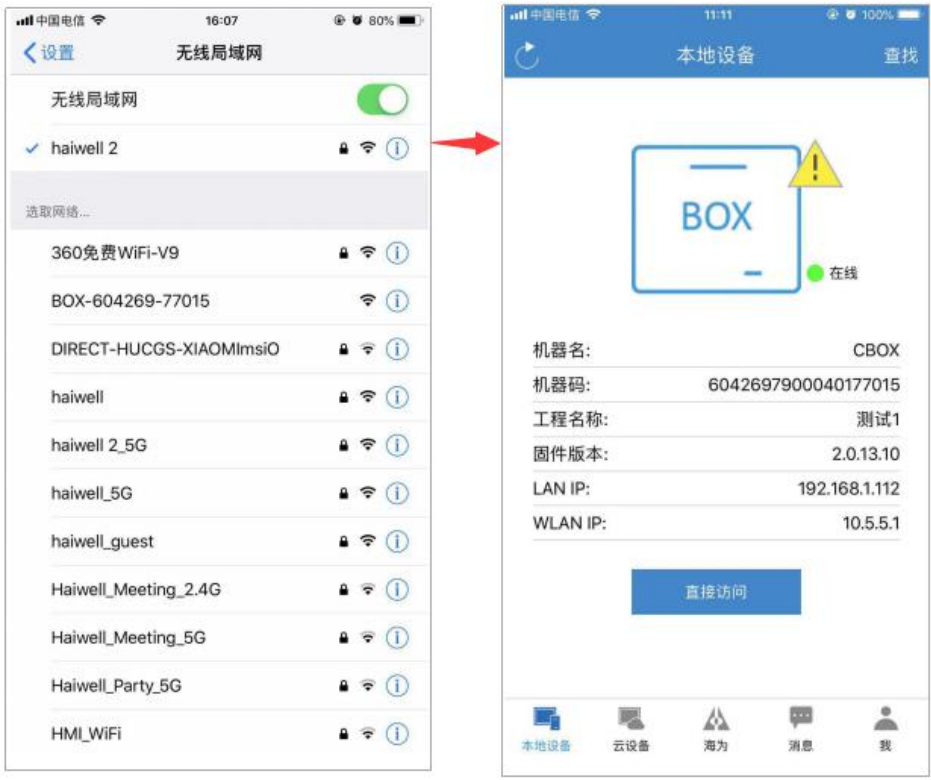 中国电信 16:07 80%
设置 无线局域网
无线局域网
haiwell 2
选取网络...
360免费WiFi-V9
BOX-604269-77015
DIRECT-HUCGS-XIAOMImsiO
haiwell
haiwell 2_5G
haiwell_5G
haiwell_guest
Haiwell_Meeting_2.4G
Haiwell_Meeting_5G
Haiwell_Party_5G
HMI_WiFi
中国电信 11:11 100%
本地设备 查找
BOX
在线
机器名: CBOX
机器码: 6042697900040177015
工程名称: 测试1
固件版本: 2.0.13.10
LAN IP: 192.168.1.112
WLAN IP: 10.5.5.1
直接访问
本地设备 云设备 海为 消息 我